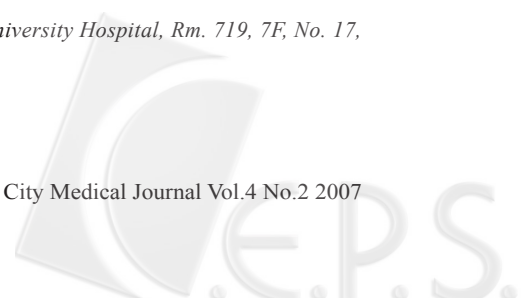 niversity Hospital, Rm. 719, 7F, No. 17,
City Medical Journal Vol.4 No.2 2007
C.E.P.S.